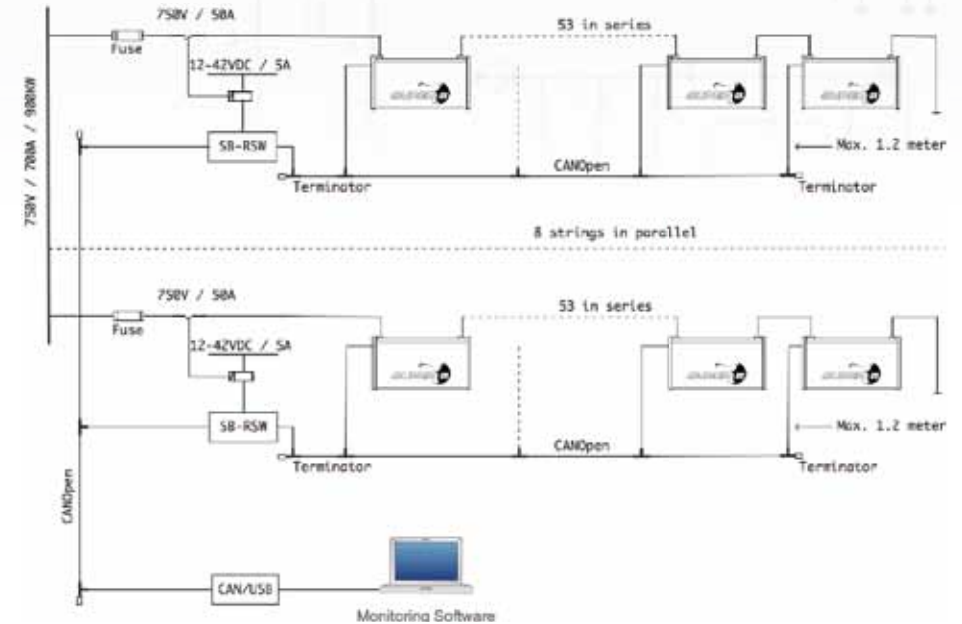 750V / 50A
Fuse
12-42VDC / 5A
53 in series
SB-RSW
Max. 1.2 meter
CANOpen
Terminator
Terminator
750V / 700A / 900KW
8 strings in parallel
750V / 50A
Fuse
12-42VDC / 5A
53 in series
SB-RSW
Max. 1.2 meter
CANOpen
Terminator
Terminator
CANOpen
CAN/USB
Monitoring Software